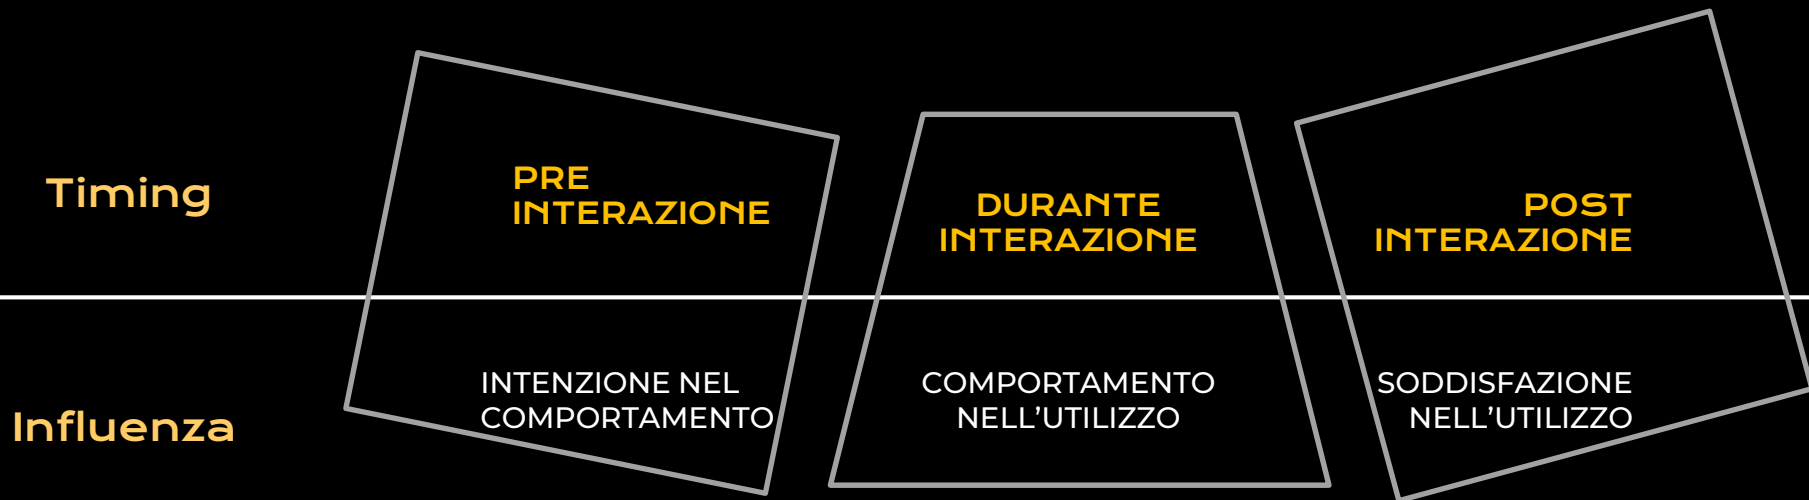 Timing
PRE
INTERAZIONE
DURANTE
INTERAZIONE
POST
INTERAZIONE
Influenza
INTENZIONE NEL
COMPORTAMENTO
COMPORTAMENTO
NELL’UTILIZZO
SODDISFAZIONE
NELL’UTILIZZO